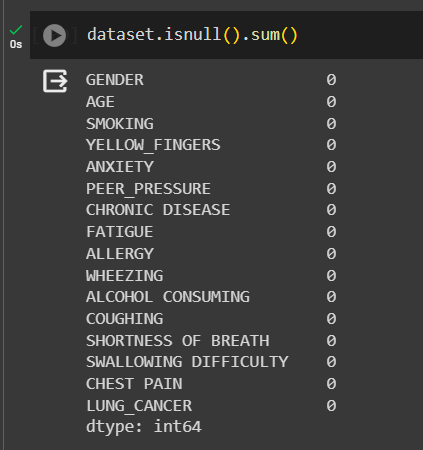 dataset.isnull().sum()
0s
GENDER 0
AGE 0
SMOKING 0
YELLOW_FINGERS 0
ANXIETY 0
PEER_PRESSURE 0
CHRONIC DISEASE 0
FATIGUE 0
ALLERGY 0
WHEEZING 0
ALCOHOL CONSUMING 0
COUGHING 0
SHORTNESS OF BREATH 0
SWALLOWING DIFFICULTY 0
CHEST PAIN 0
LUNG_CANCER 0
dtype: int64